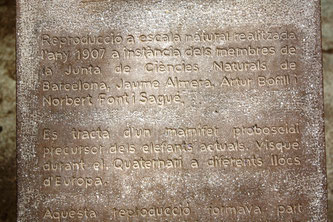 Reproducció a escala natural realitzada
l'any 1907 a instància dels membres de
la Junta de Ciències Naturals de
Barcelona, Jaume Almera, Artur Bofill i
Norbert Font i Sagué.
Es tracta d'un mamífer proboscidi
precursor dels elefants actuals. Visqué
durant el Quaternari a diferents llocs
d'Europa.
Aquesta reproducció formava part